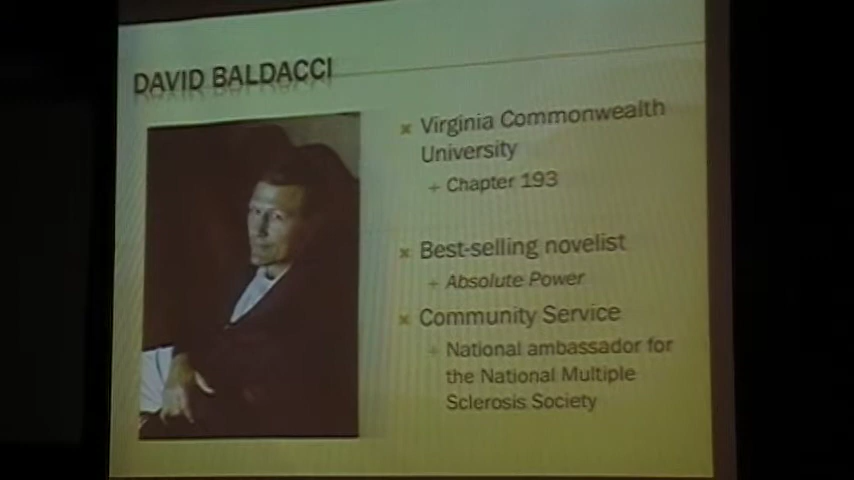 DAVID BALDACCI
Virginia Commonwealth
University
Chapter 193
Best-selling novelist
Absolute Power
Community Service
National ambassador for
the National Multiple
Sclerosis Society